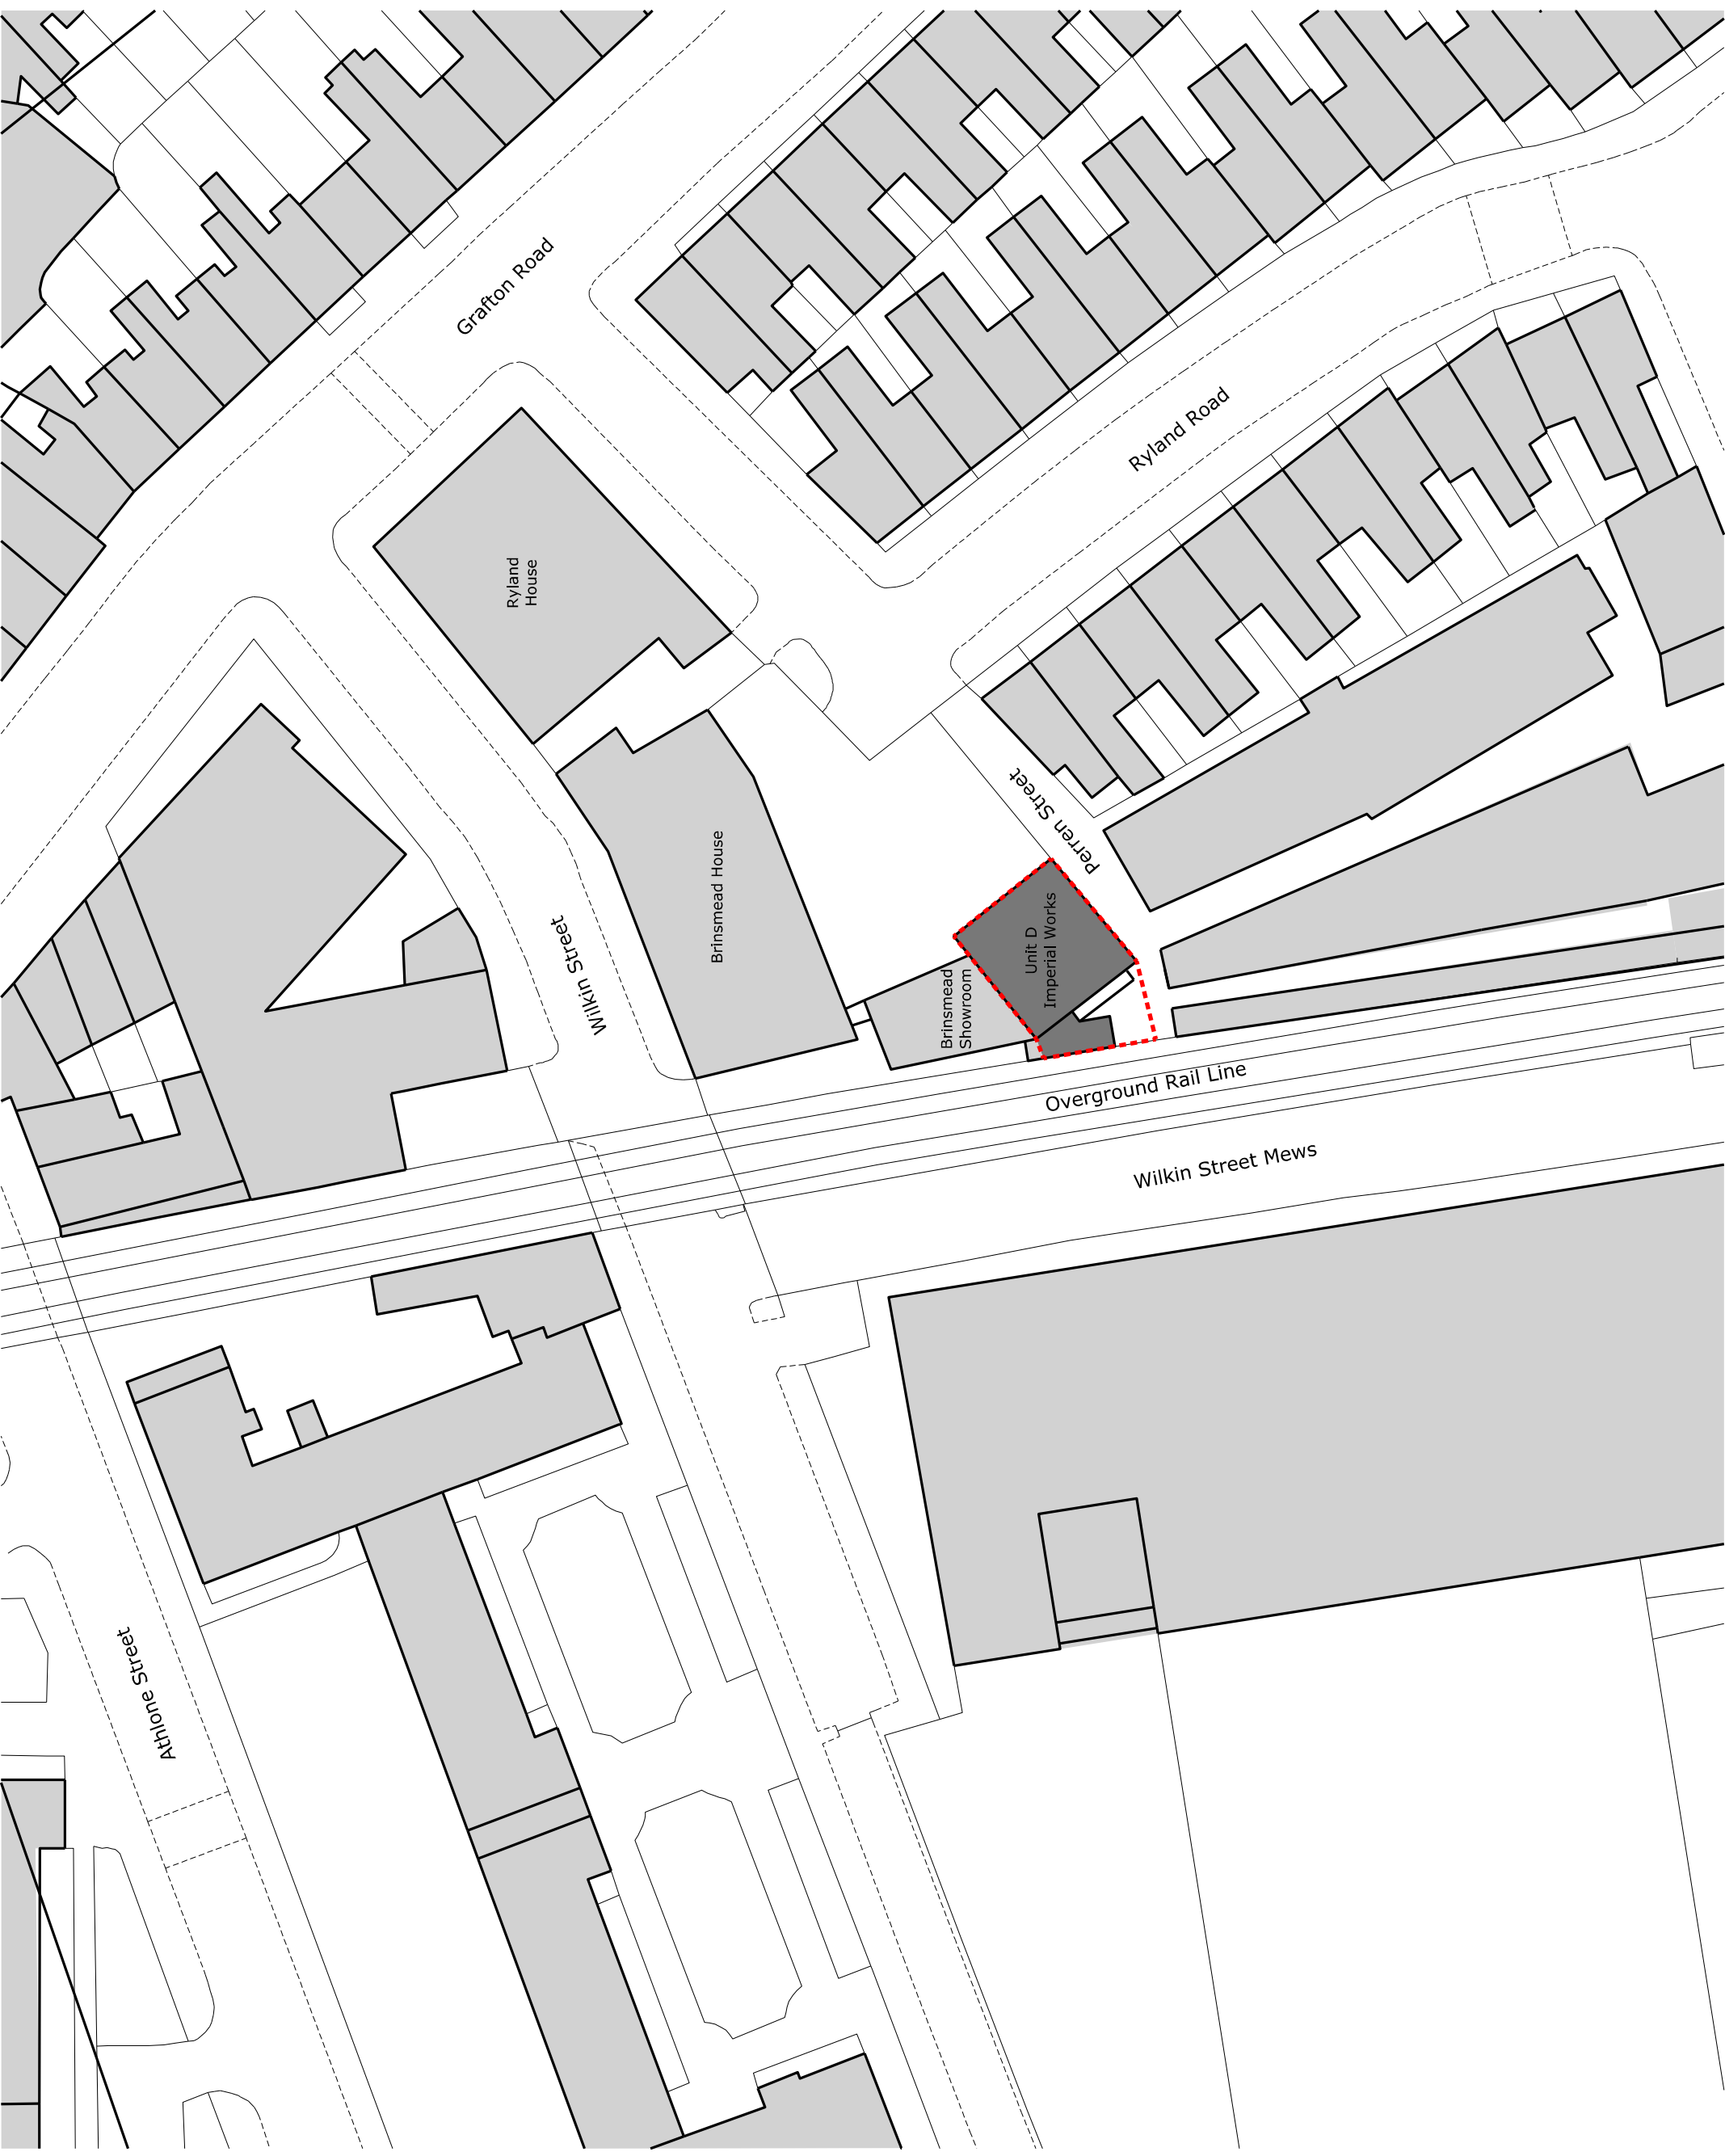 Grafton Road
Ryland Road
Ryland
House
Perren Street
Brinsmead House
Unit D
Imperial Works
Wilkin Street
Brinsmead
Showroom
Overground Rail Line
Wilkin Street Mews
Athlone Street